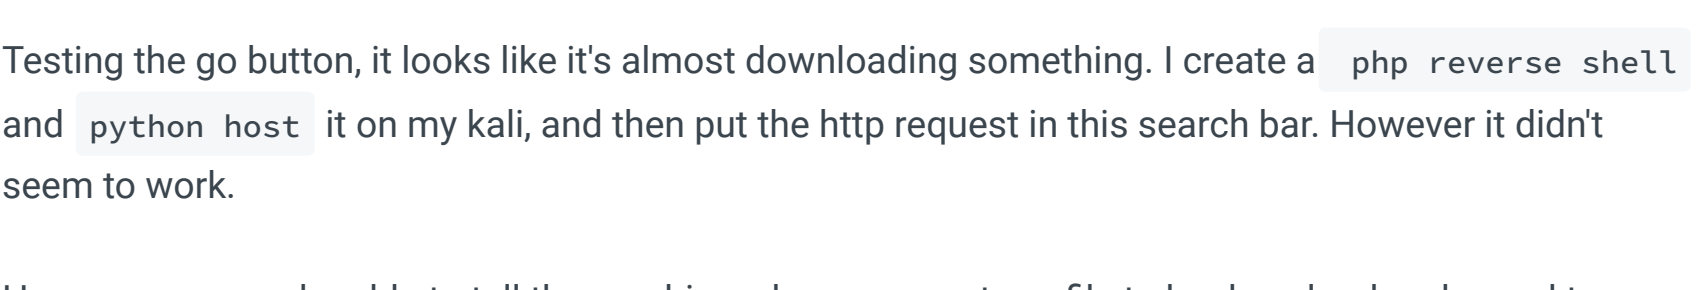 Testing the go button, it looks like it's almost downloading something. I create a php reverse shell
and python host it on my kali, and then put the http request in this search bar. However it didn't
seem to work.